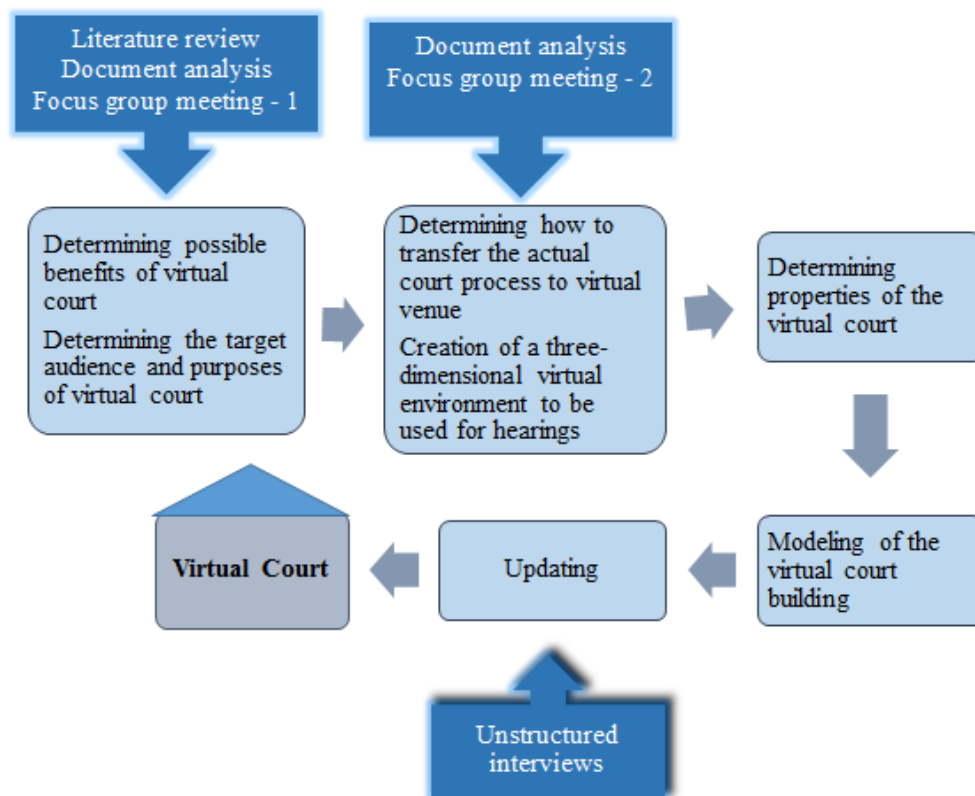 Literature review
Document analysis
Focus group meeting - 1
Document analysis
Focus group meeting - 2
Determining possible
benefits of virtual
court
Determining the target
audience and purposes
of virtual court
Determining how to
transfer the actual
court process to virtual
venue
Creation of a three-
dimensional virtual
environment to be
used for hearings
Determining
properties of the
virtual court
Modeling of the
virtual court
building
Updating
Virtual Court
Unstructured
interviews